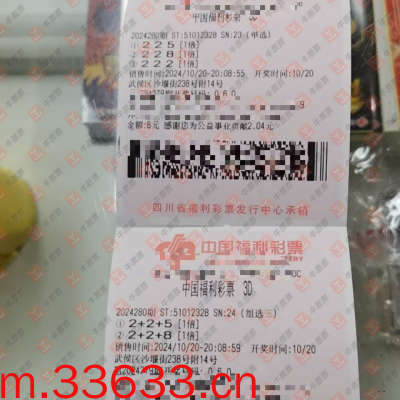 中国福利彩票 3D
2024280期 ST:51012328 SN:23 (单选)
① 2 2 5 [1倍]
② 2 2 8 [1倍]
③ 2 2 2 [1倍]
销售时间:2024/10/20-20:08:55 开奖时间:10/20
武侯区沙堰街238号附14号
金额:6元 感谢您为公益事业贡献2.04元
四川省福利彩票发行中心承销
中国福利彩票
中国福利彩票 3D
2024280期 ST:51012328 SN:24 (组选三)
① 2+2+5 [1倍]
② 2+2+8 [1倍]
销售时间:2024/10/20-20:08:59 开奖时间:10/20
武侯区沙堰街238号附14号
m.33633.cn